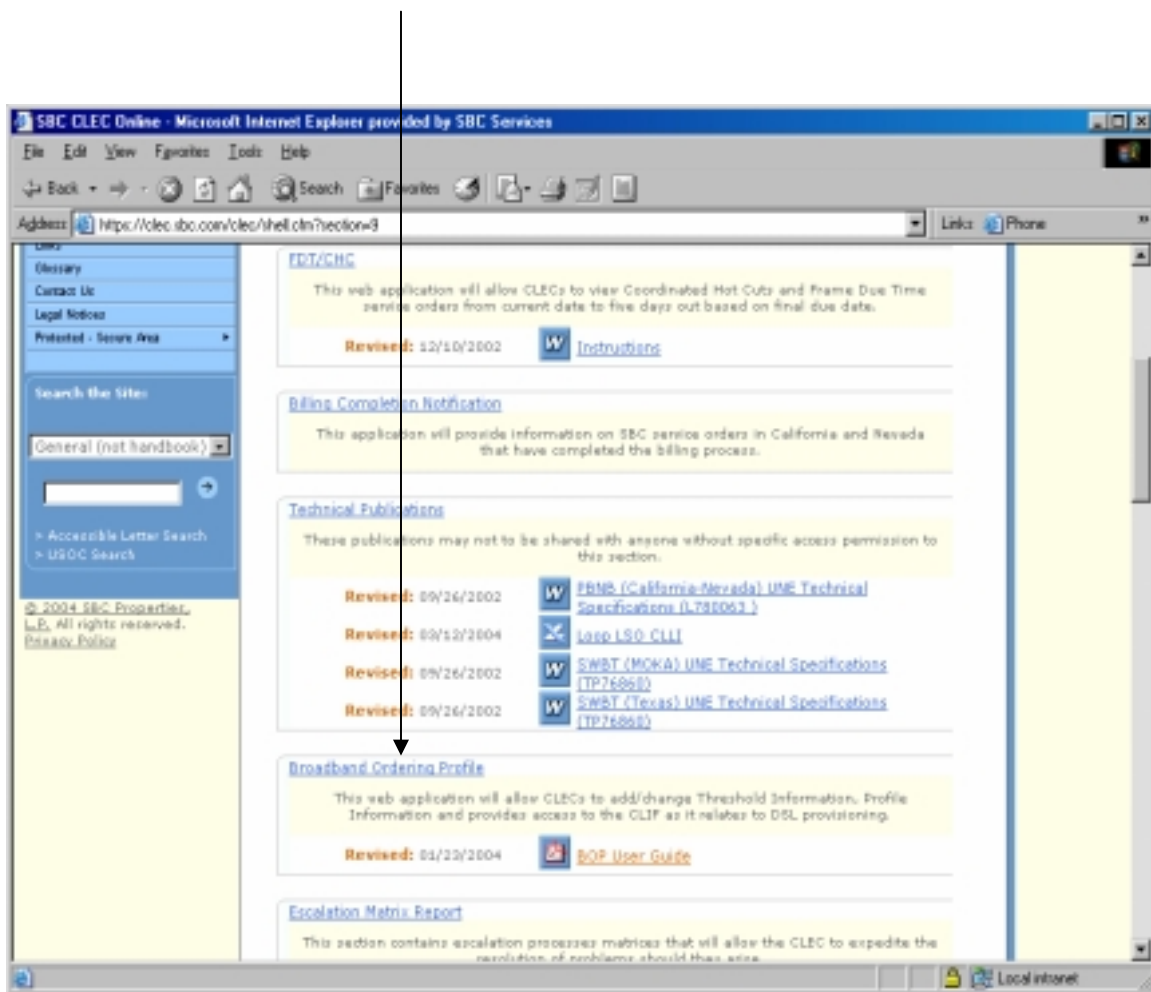 SBC CLEC Online - Microsoft Internet Explorer provided by SBC Services
File Edit View Favorites Tools Help
Back Search Favorites
Address https://clec.sbc.com/clec/shell.cfm?section=9 Links Phone
Links
Glossary
Contact Us
Legal Notices
Protected - Secure Area
Search the Site:
General (not handbook)
> Accessible Letter Search
> USOC Search
© 2004 SBC Properties,
L.P. All rights reserved.
Privacy Policy
FDT/CHC
This web application will allow CLECs to view Coordinated Hot Cuts and Frame Due Time
service orders from current date to five days out based on final due date.
Revised: 12/10/2002 Instructions
Billing Completion Notification
This application will provide information on SBC service orders in California and Nevada
that have completed the billing process.
Technical Publications
These publications may not to be shared with anyone without specific access permission to
this section.
Revised: 09/26/2002 PBNB (California-Nevada) UNE Technical
Specifications (L780063 )
Revised: 03/12/2004 Loop LSO CLLI
Revised: 09/26/2002 SWBT (MOKA) UNE Technical Specifications
(TP76860)
Revised: 09/26/2002 SWBT (Texas) UNE Technical Specifications
(TP76860)
Broadband Ordering Profile
This web application will allow CLECs to add/change Threshold Information, Profile
Information and provides access to the CLIF as it relates to DSL provisioning.
Revised: 01/23/2004 BOP User Guide
Escalation Matrix Report
This section contains escalation processes matrices that will allow the CLEC to expedite the
resolution of problems should they arise.
Local intranet